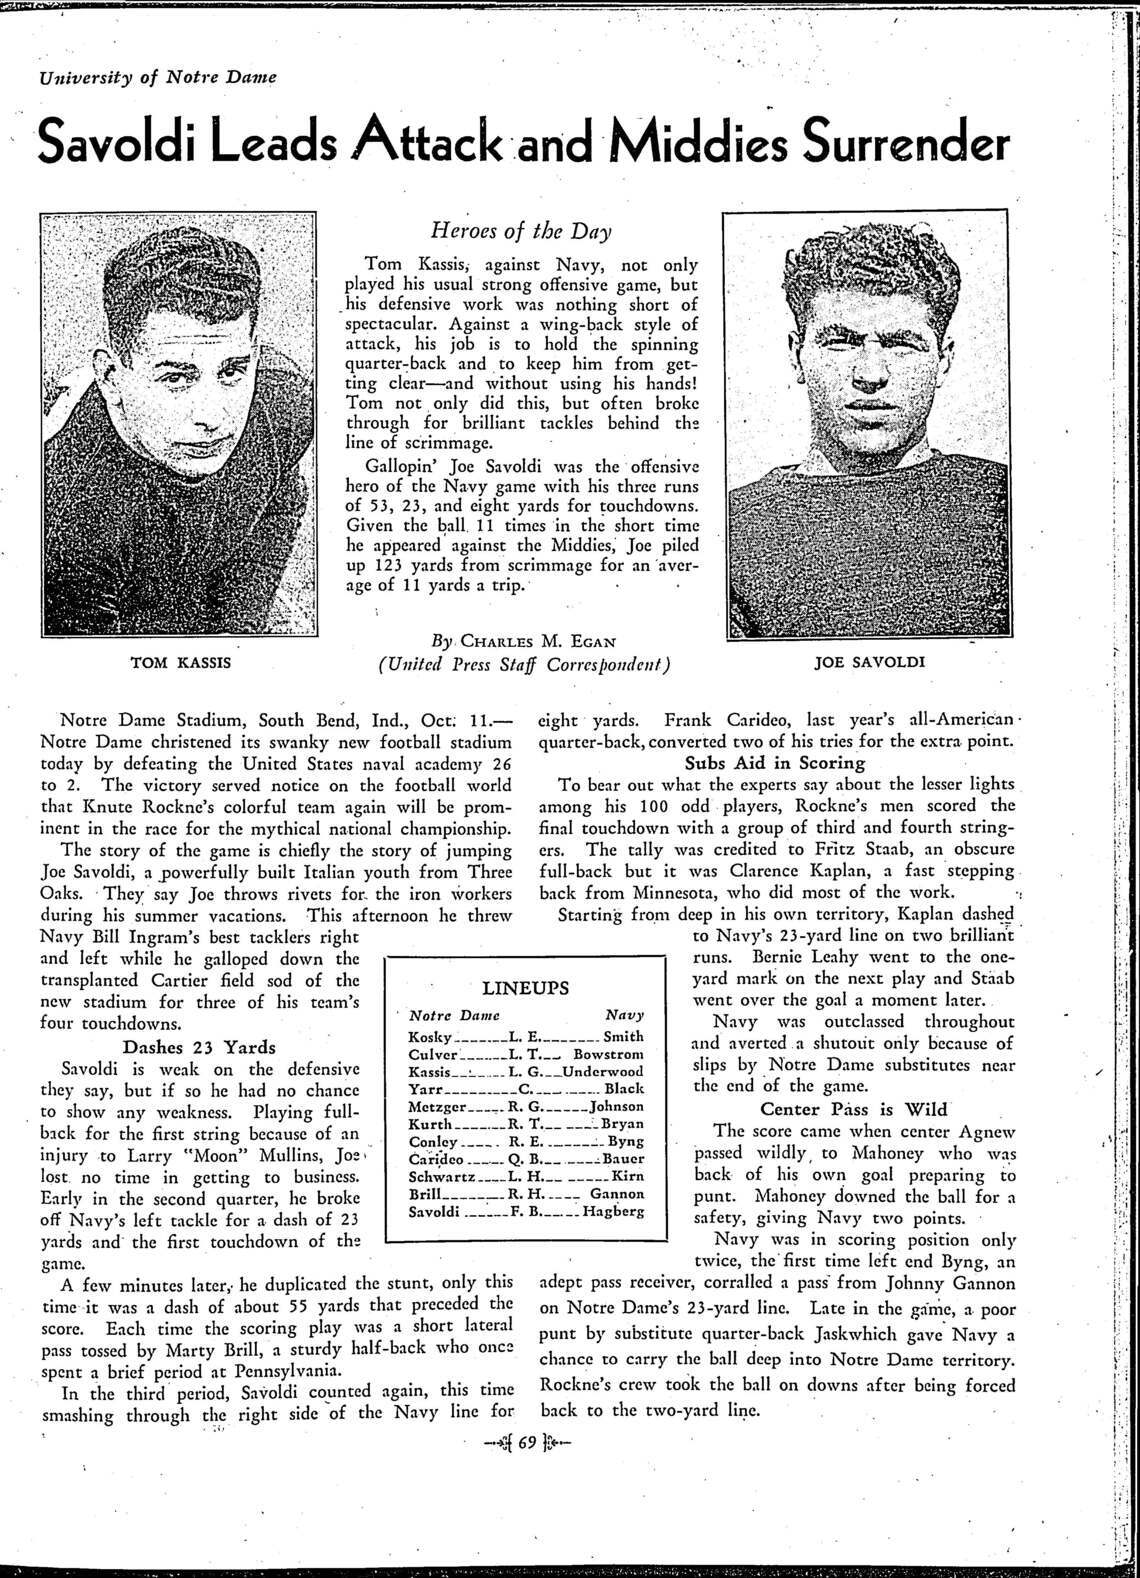 University of Notre Dame
Savoldi Leads Attack and Middies Surrender
Heroes of the Day
Tom Kassis, against Navy, not only
played his usual strong offensive game, but
his defensive work was nothing short of
spectacular. Against a wing-back style of
attack, his job is to hold the spinning
quarter-back and to keep him from get-
ting clear—and without using his hands!
Tom not only did this, but often broke
through for brilliant tackles behind the
line of scrimmage.
Gallopin' Joe Savoldi was the offensive
hero of the Navy game with his three runs
of 53, 23, and eight yards for touchdowns.
Given the ball 11 times in the short time
he appeared against the Middies, Joe piled
up 123 yards from scrimmage for an aver-
age of 11 yards a trip.
By CHARLES M. EGAN
(United Press Staff Correspondent)
TOM KASSIS
JOE SAVOLDI
Notre Dame Stadium, South Bend, Ind., Oct. 11.—
Notre Dame christened its swanky new football stadium
today by defeating the United States naval academy 26
to 2. The victory served notice on the football world
that Knute Rockne's colorful team again will be prom-
inent in the race for the mythical national championship.
The story of the game is chiefly the story of jumping
Joe Savoldi, a powerfully built Italian youth from Three
Oaks. They say Joe throws rivets for the iron workers
during his summer vacations. This afternoon he threw
Navy Bill Ingram's best tacklers right
and left while he galloped down the
transplanted Cartier field sod of the
new stadium for three of his team's
four touchdowns.
Dashes 23 Yards
Savoldi is weak on the defensive
they say, but if so he had no chance
to show any weakness. Playing full-
back for the first string because of an
injury to Larry "Moon" Mullins, Joe
lost no time in getting to business.
Early in the second quarter, he broke
off Navy's left tackle for a dash of 23
yards and the first touchdown of the
game.
A few minutes later, he duplicated the stunt, only this
time it was a dash of about 55 yards that preceded the
score. Each time the scoring play was a short lateral
pass tossed by Marty Brill, a sturdy half-back who once
spent a brief period at Pennsylvania.
In the third period, Savoldi counted again, this time
smashing through the right side of the Navy line for
LINEUPS
Notre Dame Navy
Kosky L. E. Smith
Culver L. T. Bowstrom
Kassis L. G. Underwood
Yarr C. Black
Metzger R. G. Johnson
Kurth R. T. Bryan
Conley R. E. Byng
Carideo Q. B. Bauer
Schwartz L. H. Kirn
Brill R. H. Gannon
Savoldi F. B. Hagberg
eight yards. Frank Carideo, last year's all-American
quarter-back, converted two of his tries for the extra point.
Subs Aid in Scoring
To bear out what the experts say about the lesser lights
among his 100 odd players, Rockne's men scored the
final touchdown with a group of third and fourth string-
ers. The tally was credited to Fritz Staab, an obscure
full-back but it was Clarence Kaplan, a fast stepping
back from Minnesota, who did most of the work.
Starting from deep in his own territory, Kaplan dashed
to Navy's 23-yard line on two brilliant
runs. Bernie Leahy went to the one-
yard mark on the next play and Staab
went over the goal a moment later.
Navy was outclassed throughout
and averted a shutout only because of
slips by Notre Dame substitutes near
the end of the game.
Center Pass is Wild
The score came when center Agnew
passed wildly to Mahoney who was
back of his own goal preparing to
punt. Mahoney downed the ball for a
safety, giving Navy two points.
Navy was in scoring position only
twice, the first time left end Byng, an
adept pass receiver, corralled a pass from Johnny Gannon
on Notre Dame's 23-yard line. Late in the game, a poor
punt by substitute quarter-back Jaskwhich gave Navy a
chance to carry the ball deep into Notre Dame territory.
Rockne's crew took the ball on downs after being forced
back to the two-yard line.
69